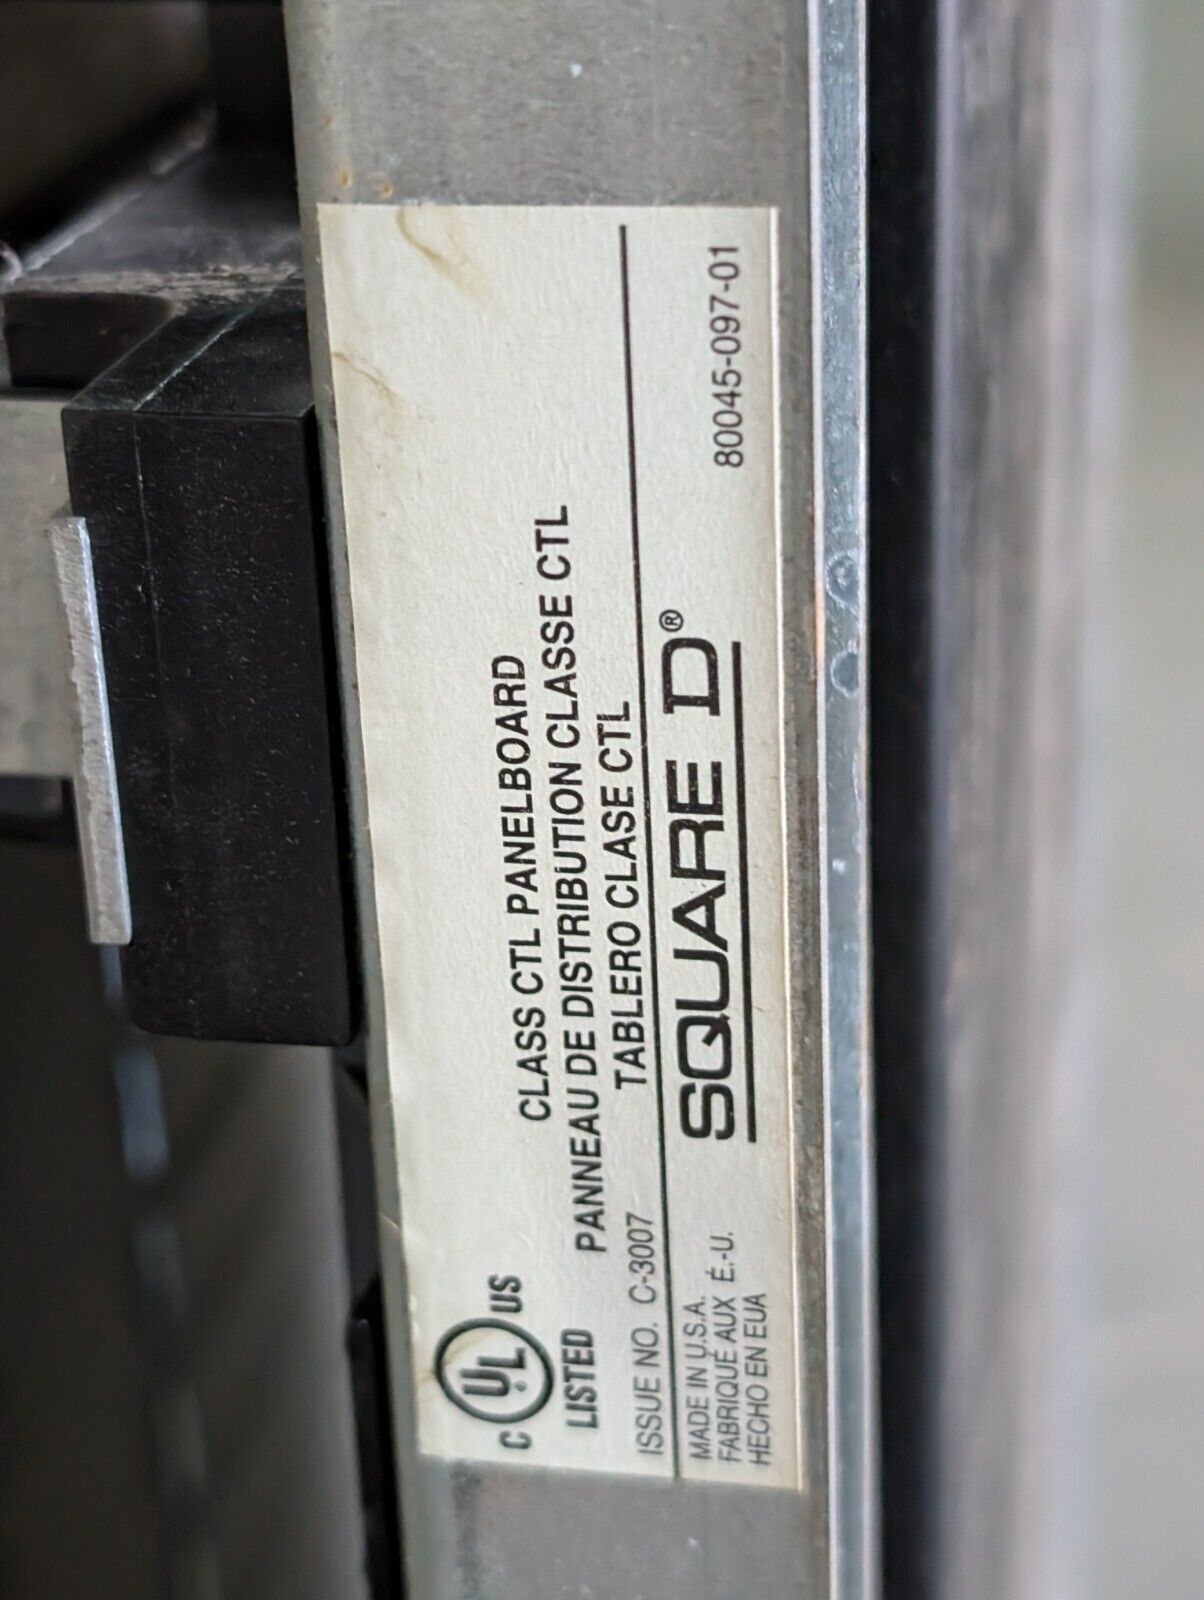 C UL US
LISTED
CLASS CTL PANELBOARD
PANNEAU DE DISTRIBUTION CLASSE CTL
TABLERO CLASE CTL
ISSUE NO. C-3007
MADE IN U.S.A.
FABRIQUÉ AUX É.-U.
HECHO EN EUA
SQUARE D®
80045-097-01